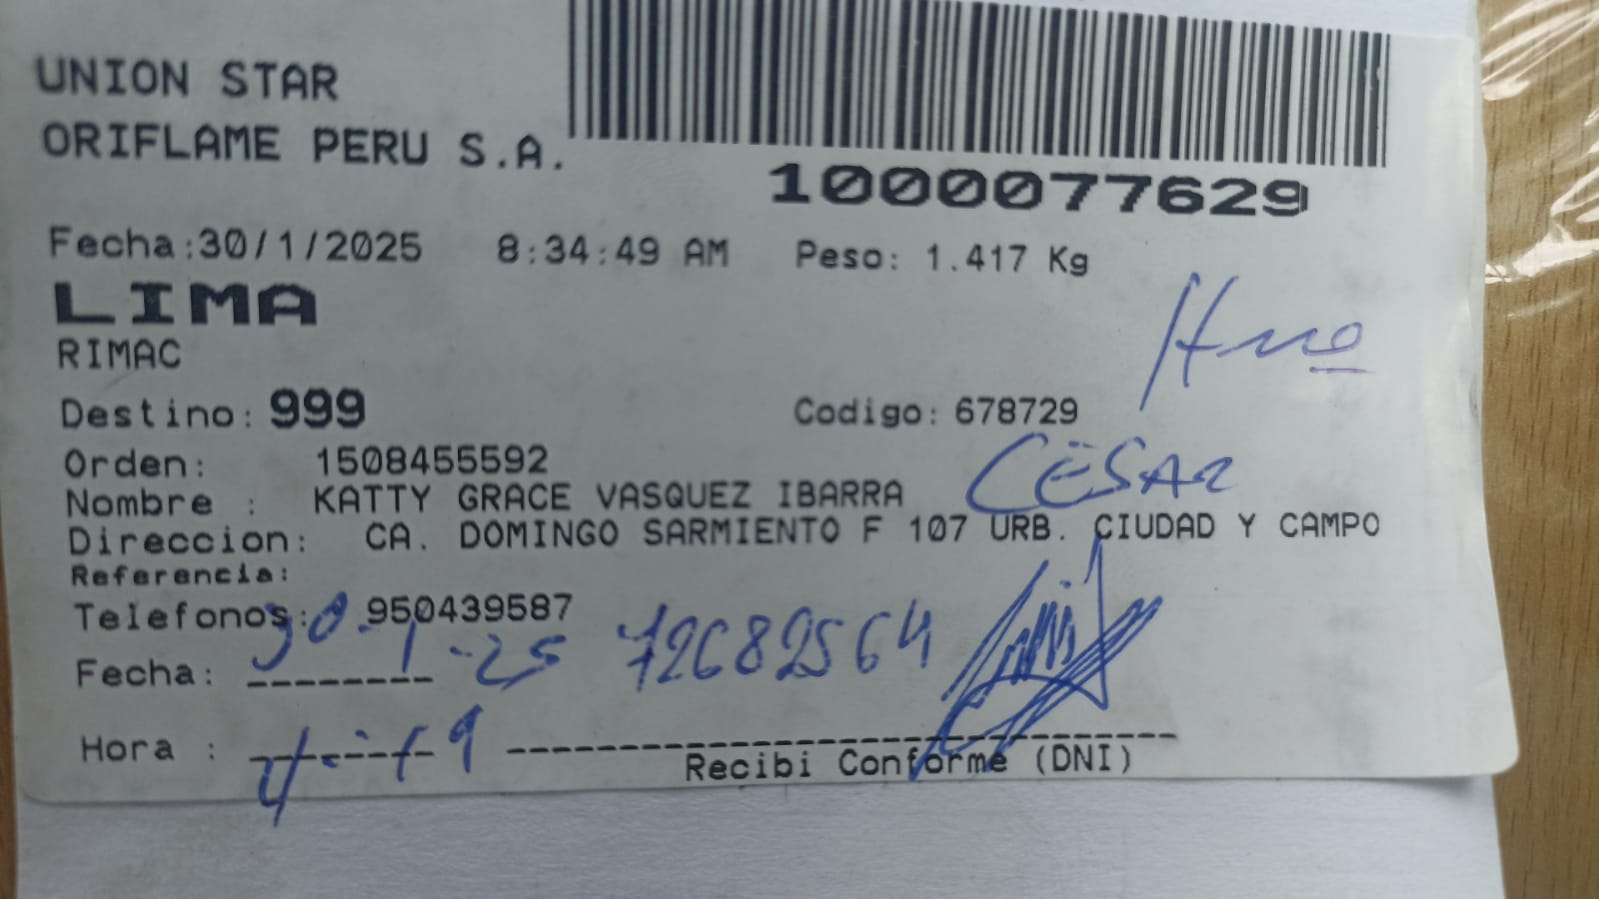 UNION STAR
ORIFLAME PERU S.A.
1000077629
Fecha:30/1/2025 8:34:49 AM Peso: 1.417 Kg
LIMA
RIMAC
Hno
Destino: 999 Codigo: 678729
Orden: 1508455592
Nombre : KATTY GRACE VASQUEZ IBARRA
CESAR
Direccion: CA. DOMINGO SARMIENTO F 107 URB. CIUDAD Y CAMPO
Referencia:
Telefonos: 950439587
Fecha: 30-1-25 72682564
Hora :
Recibi Conforme (DNI)